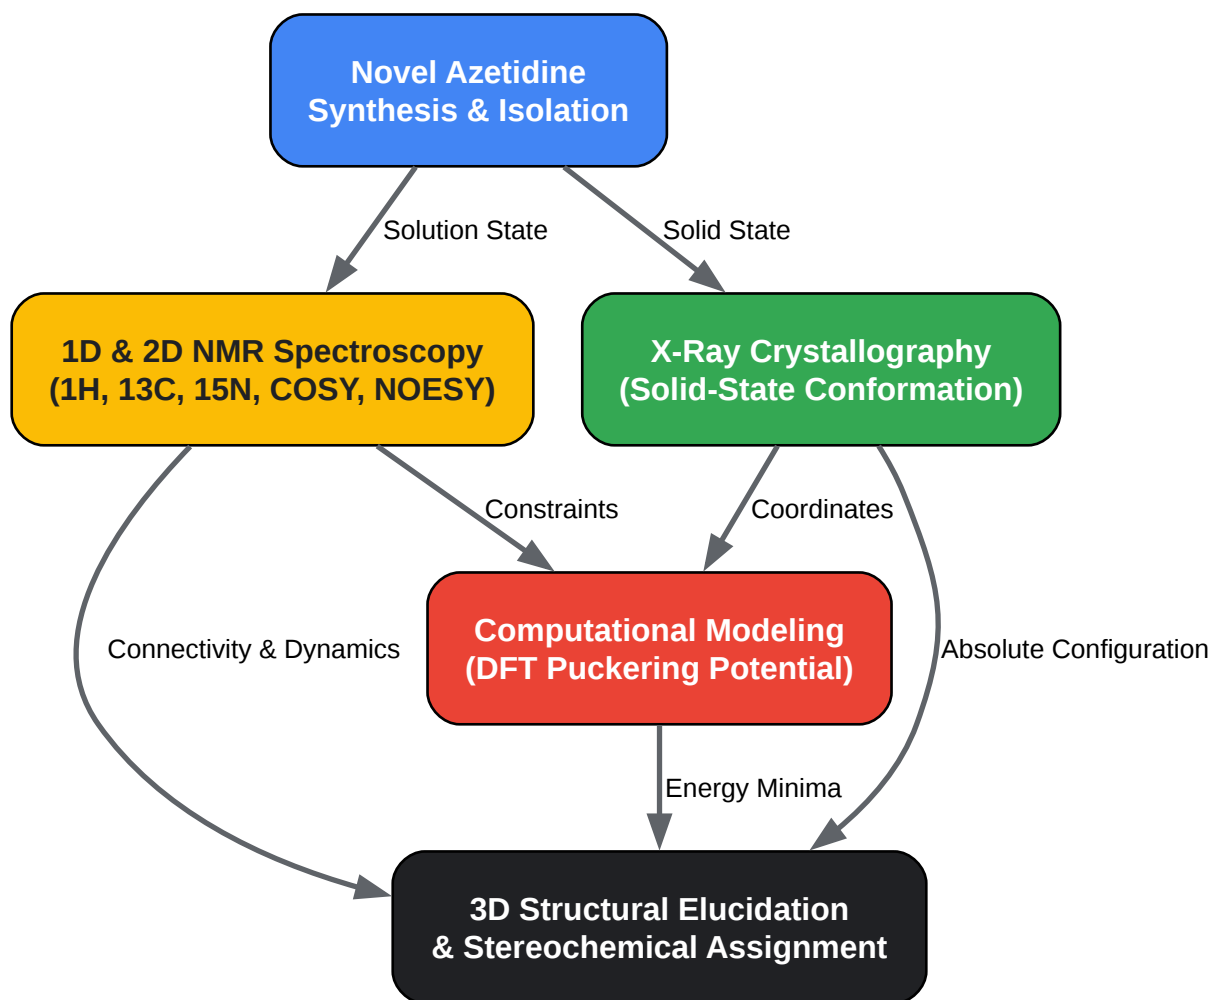 Novel Azetidine
Synthesis & Isolation
Solution State
Solid State
1D & 2D NMR Spectroscopy
(1H, 13C, 15N, COSY, NOESY)
X-Ray Crystallography
(Solid-State Conformation)
Constraints
Coordinates
Computational Modeling
(DFT Puckering Potential)
Connectivity & Dynamics
Absolute Configuration
Energy Minima
3D Structural Elucidation
& Stereochemical Assignment